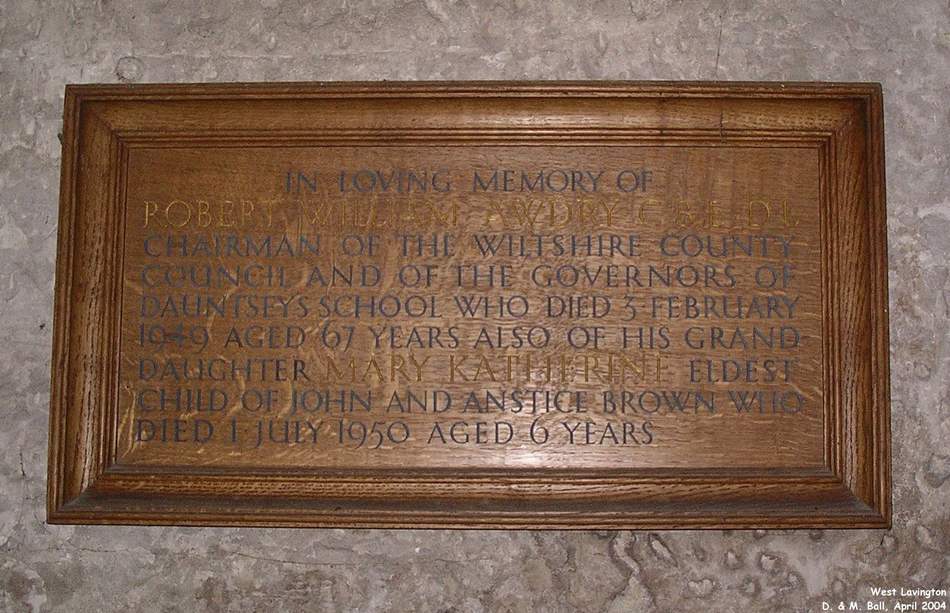 IN LOVING MEMORY OF
ROBERT WILLIAM AWDRY C·B·E· D·L
CHAIRMAN OF THE WILTSHIRE COUNTY
COUNCIL AND OF THE GOVERNORS OF
DAUNTSEYS SCHOOL WHO DIED 3 FEBRUARY
1949 AGED 67 YEARS ALSO OF HIS GRAND-
DAUGHTER MARY KATHERINE ELDEST
CHILD OF JOHN AND ANSTICE BROWN WHO
DIED 1 JULY 1950 AGED 6 YEARS
West Lavington
D. & M. Ball, April 2004